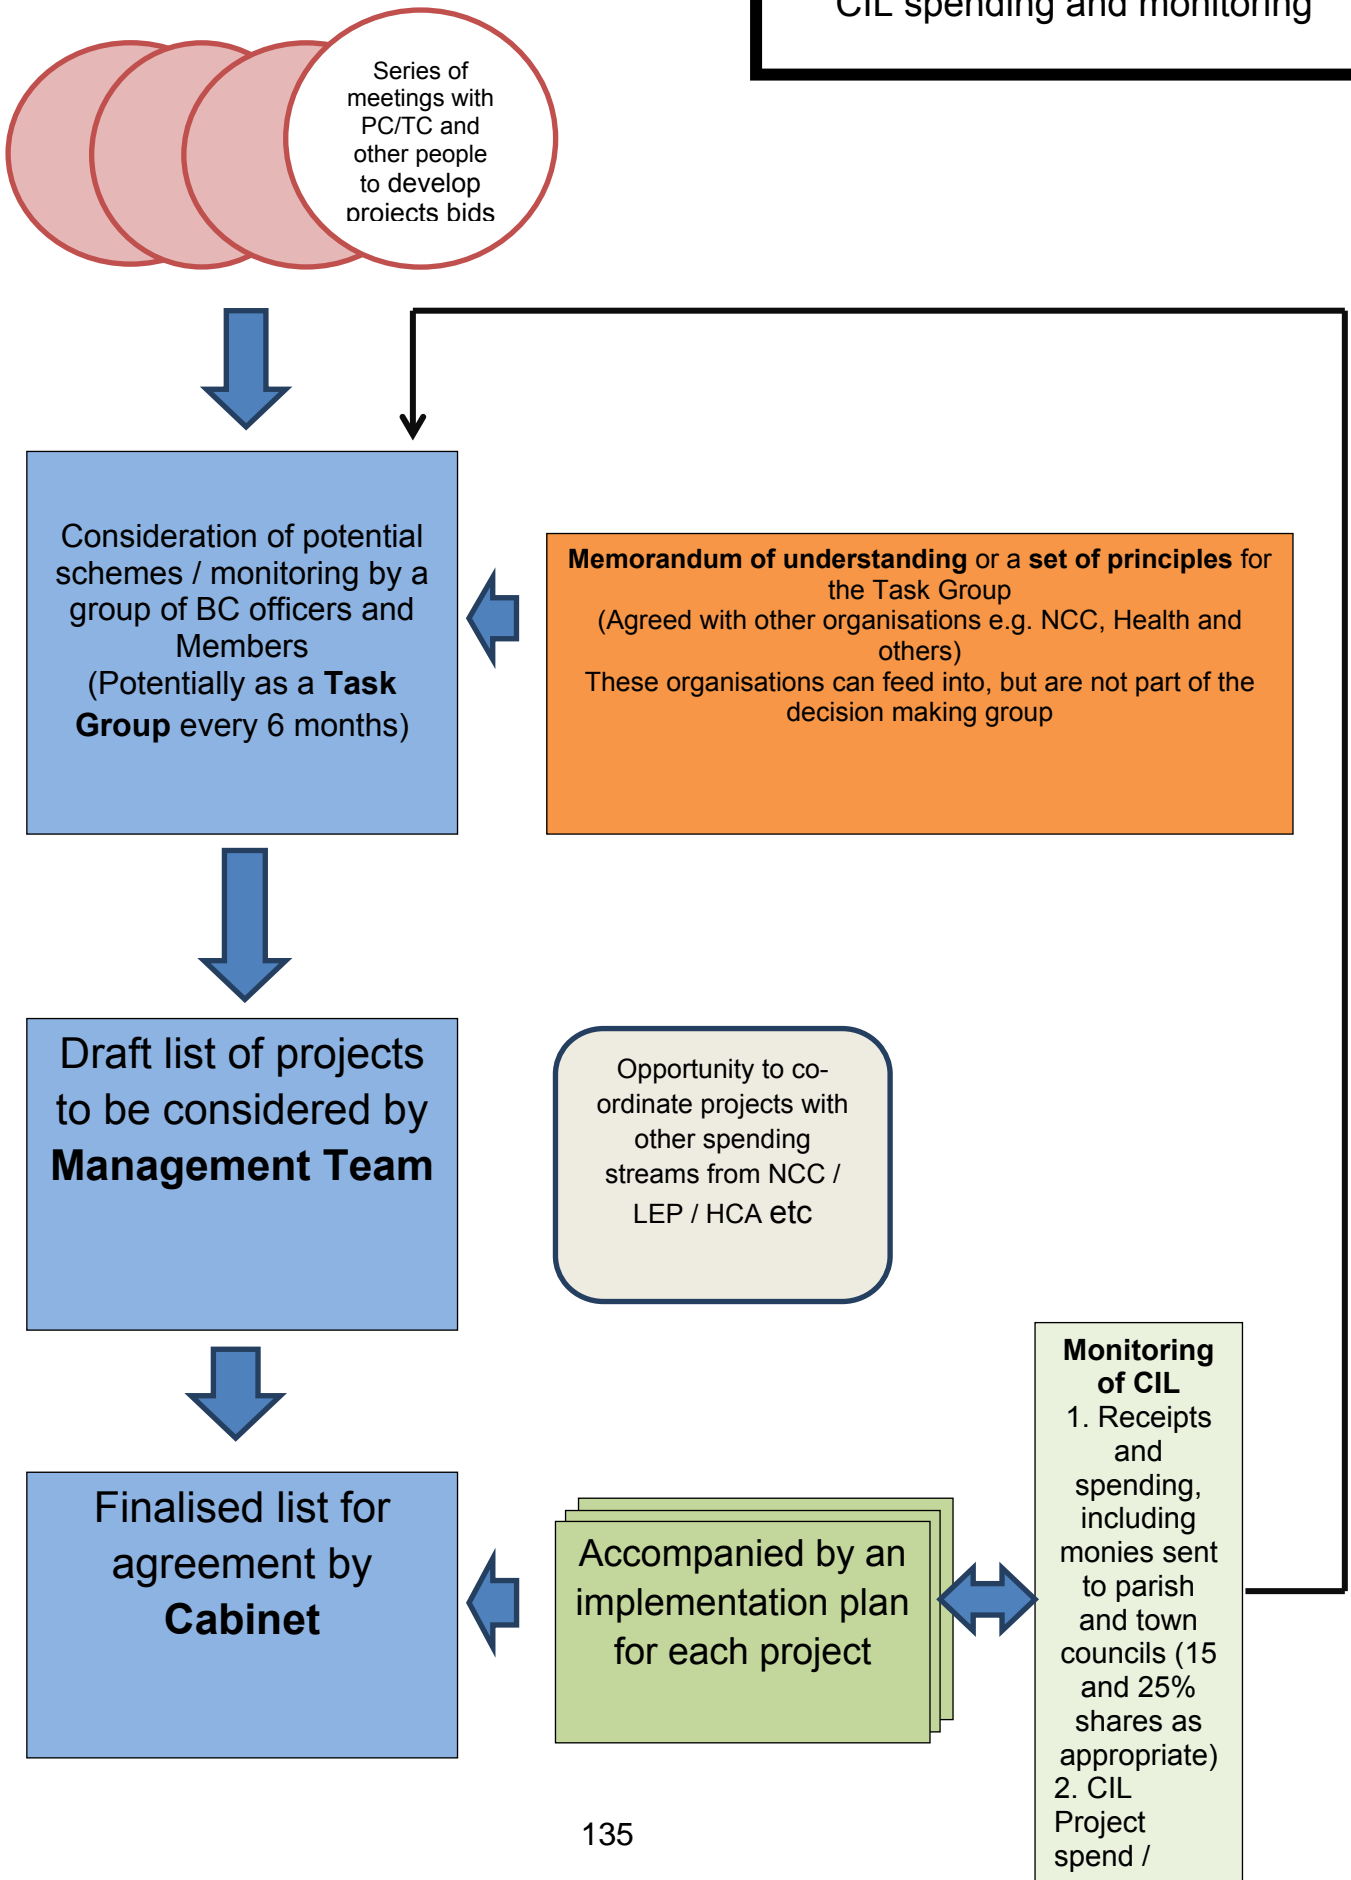 CIL spending and monitoring
Series of
meetings with
PC/TC and
other people
to develop
projects bids
Consideration of potential
schemes / monitoring by a
group of BC officers and
Members
(Potentially as a Task
Group every 6 months)
Memorandum of understanding or a set of principles for
the Task Group
(Agreed with other organisations e.g. NCC, Health and
others)
These organisations can feed into, but are not part of the
decision making group
Draft list of projects
to be considered by
Management Team
Opportunity to co-
ordinate projects with
other spending
streams from NCC /
LEP / HCA etc
Finalised list for
agreement by
Cabinet
Accompanied by an
implementation plan
for each project
Monitoring
of CIL
1. Receipts
and
spending,
including
monies sent
to parish
and town
councils (15
and 25%
shares as
appropriate)
2. CIL
Project
spend /
135